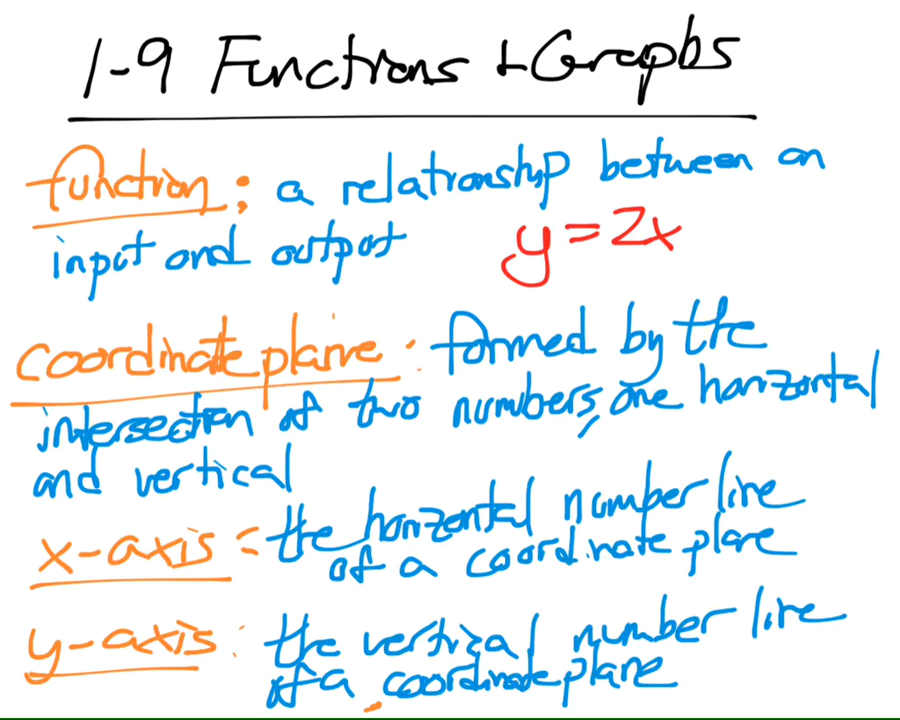 1-9 Functions + Graphs
function: a relationship between an
input and output
y=2x
coordinate plane: formed by the
intersection of two numbers, one horizontal
and vertical
x-axis: the horizontal number line
of a coordinate plane
y-axis: the vertical number line
of a coordinate plane